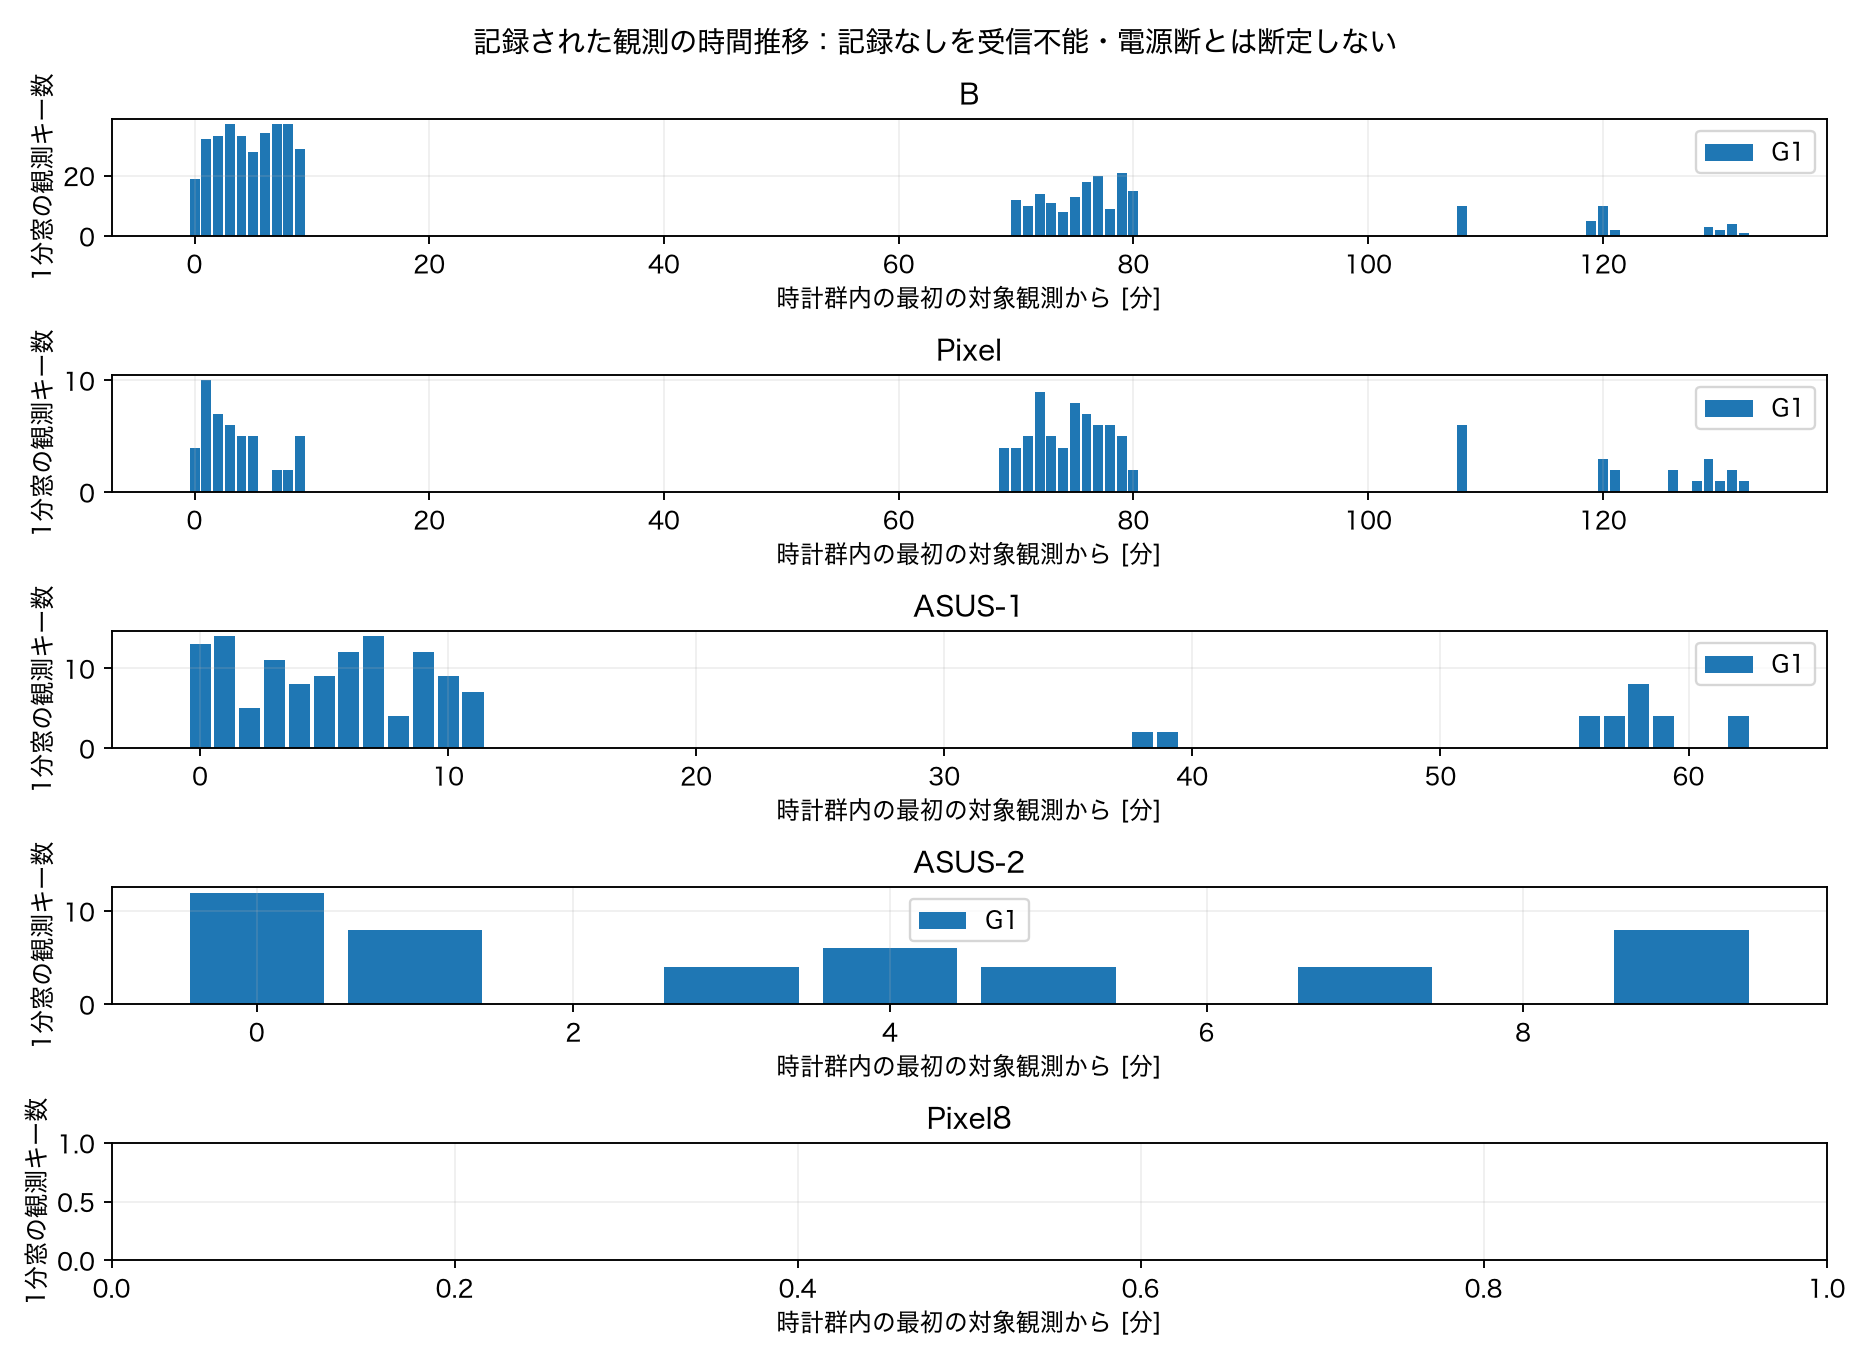 記録された観測の時間推移：記録なしを受信不能・電源断とは断定しない
B
1分窓の観測キー数
20
0
G1
0 20 40 60 80 100 120
時計群内の最初の対象観測から [分]
Pixel
1分窓の観測キー数
10
0
G1
0 20 40 60 80 100 120
時計群内の最初の対象観測から [分]
ASUS-1
1分窓の観測キー数
10
0
G1
0 10 20 30 40 50 60
時計群内の最初の対象観測から [分]
ASUS-2
1分窓の観測キー数
10
0
G1
0 2 4 6 8
時計群内の最初の対象観測から [分]
Pixel8
1分窓の観測キー数
1.0
0.5
0.0
0.0 0.2 0.4 0.6 0.8 1.0
時計群内の最初の対象観測から [分]